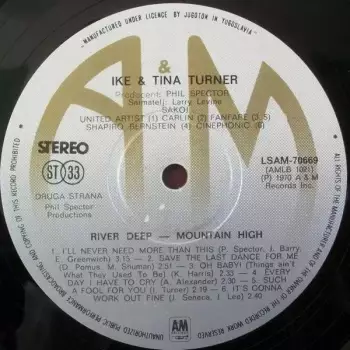 MANUFACTURED UNDER LICENCE BY JUGOTON IN YUGOSLAVIA
&
AM
IKE & TINA TURNER
Producent: PHIL SPECTOR
Snimatelj: Larry Levine
SAKOJ
UNITED ARTIST (1) CARLIN (2) FANFARE (3, 5)
SHAPIRO BERNSTEIN (4) CINEPHONIC (6)
STEREO
ST 33
LSAM-70669
(AMLB 1021)
(P) 1970 A & M
Records Inc.
DRUGA STRANA
Phil Spector
Productions
RIVER DEEP — MOUNTAIN HIGH
1. I'LL NEVER NEED MORE THAN THIS (P. Spector, J. Barry,
E. Greenwich) 3.15 — 2. SAVE THE LAST DANCE FOR ME
(D. Pomus, M. Shuman) 2.51 — 3. OH BABY (Things ain't
What They Used To Be) (K. Harris) 2.39 — 4. EVERY
DAY I HAVE TO CRY (A. Alexander) 2.35 — 5. SUCH
A FOOL FOR YOU (I. Turner) 2.42 — 6. IT'S GONNA
WORK OUT FINE (J. Seneca, J. Lee) 2.40
AM
ALL RIGHTS OF THE MANUFACTURER AND OF THE OWNER OF THE RECORDED WORK RESERVED
UNAUTHORIZED PUBLIC PERFORMANCE BROADCASTING AND COPYING OF THIS RECORD PROHIBITED